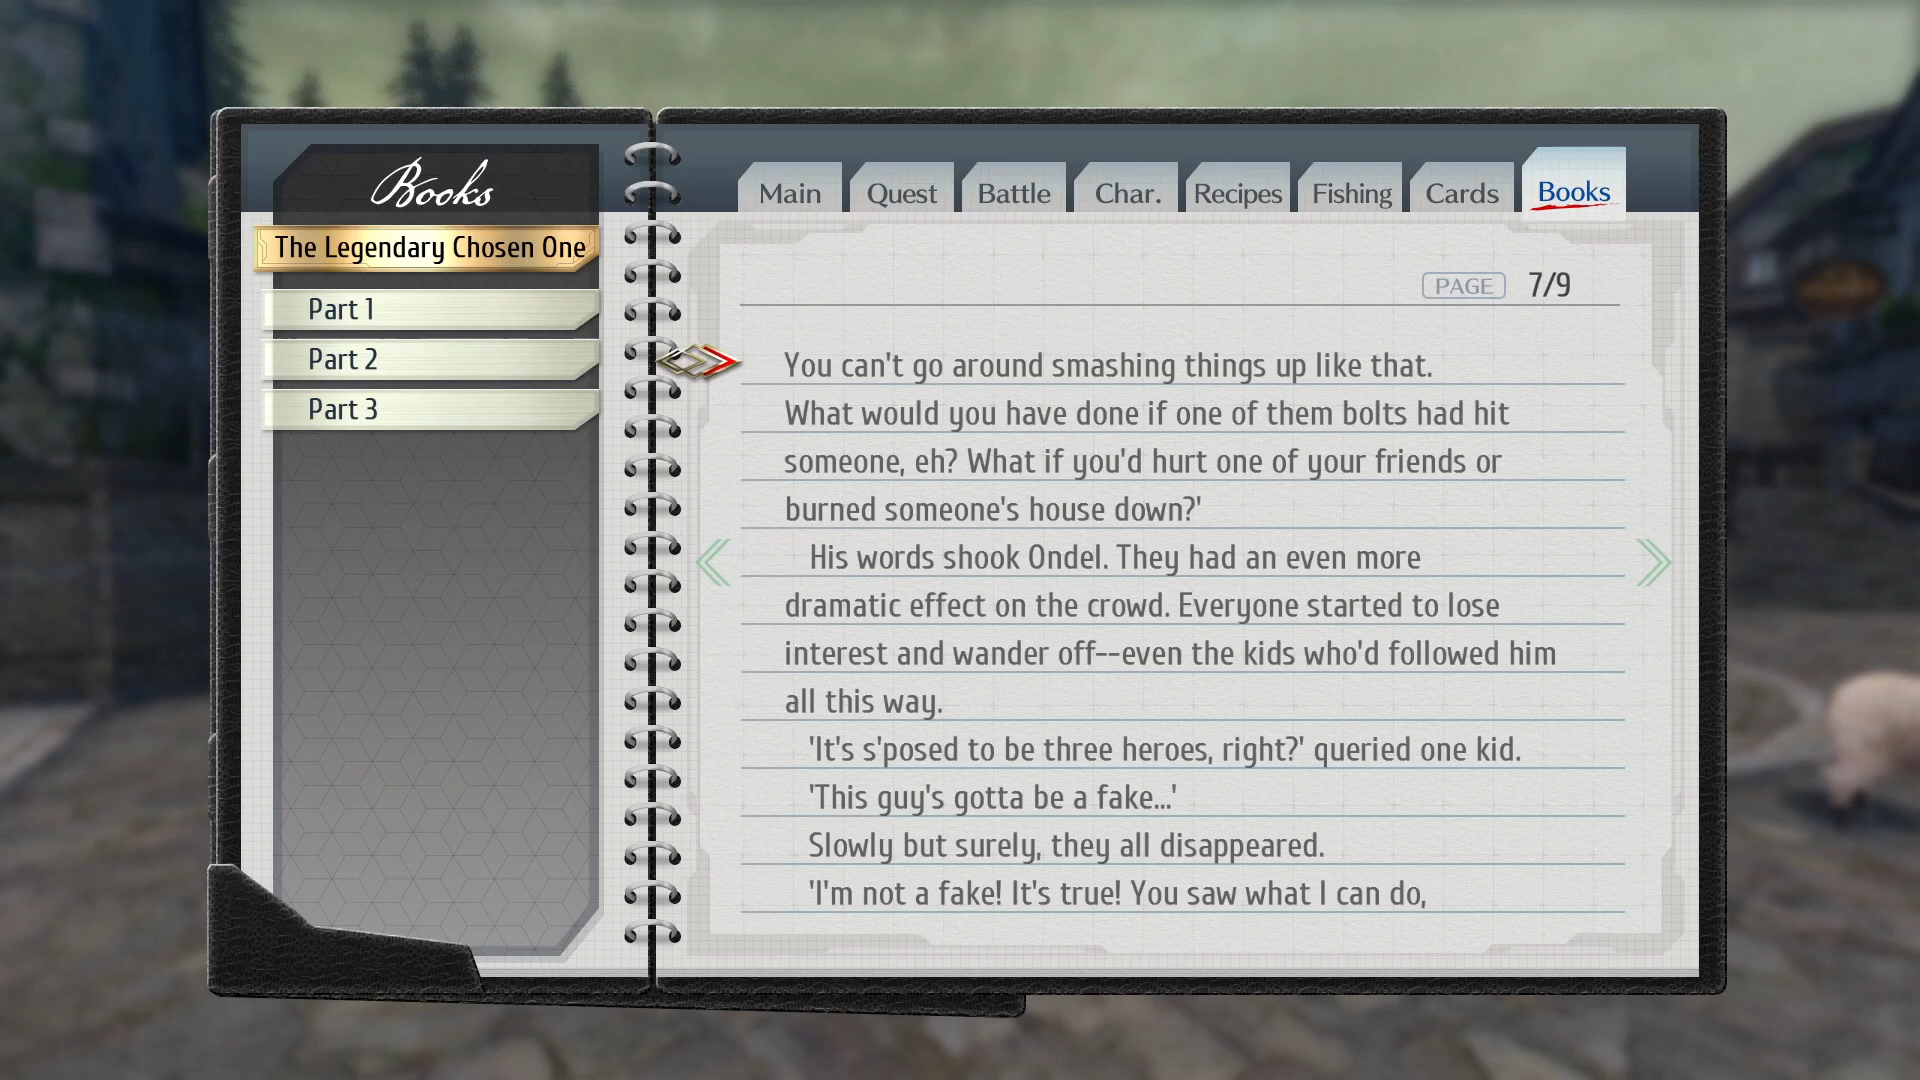 Books
The Legendary Chosen One
Part 1
Part 2
Part 3
Main
Quest
Battle
Char.
Recipes
Fishing
Cards
Books
PAGE 7/9
You can't go around smashing things up like that.
What would you have done if one of them bolts had hit
someone, eh? What if you'd hurt one of your friends or
burned someone's house down?'
His words shook Ondel. They had an even more
dramatic effect on the crowd. Everyone started to lose
interest and wander off--even the kids who'd followed him
all this way.
'It's s'posed to be three heroes, right?' queried one kid.
'This guy's gotta be a fake...'
Slowly but surely, they all disappeared.
'I'm not a fake! It's true! You saw what I can do,